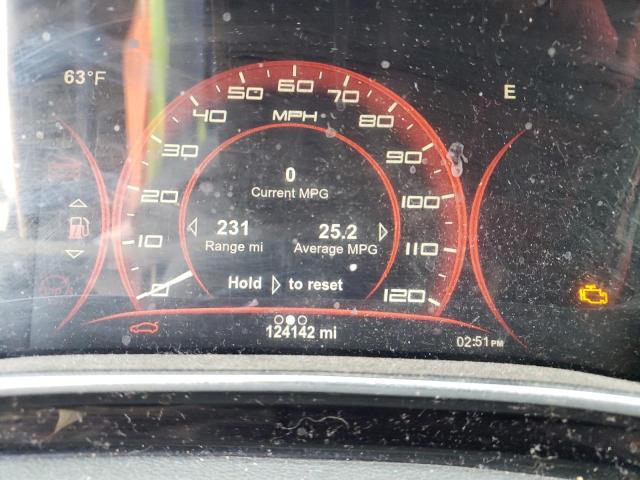 63°F
E
0 10 20 30 40 50 60 70 80 90 100 110 120
MPH
0
Current MPG
231
Range mi
25.2
Average MPG
Hold ▷ to reset
124142 mi
02:51 PM